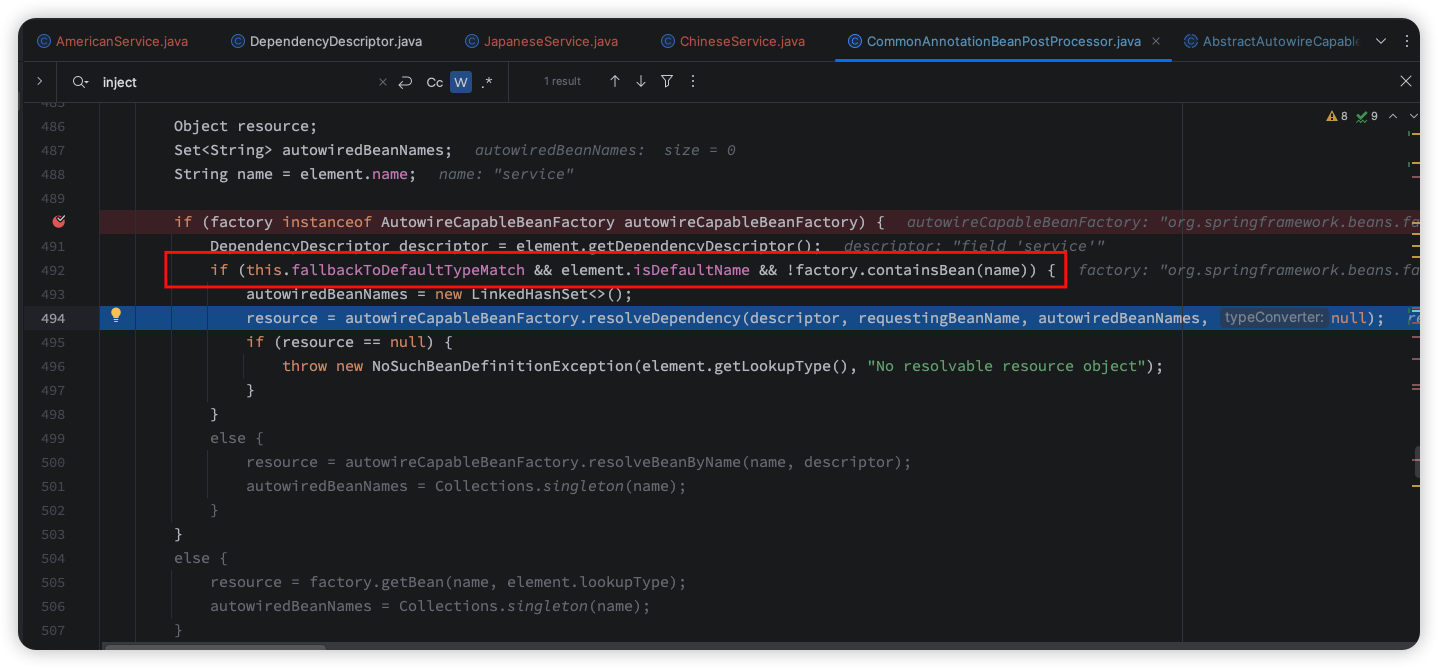 AmericanService.java DependencyDescriptor.java JapaneseService.java ChineseService.java CommonAnnotationBeanPostProcessor.java AbstractAutowireCapable
inject Cc W .* 1 result
8 9
486 Object resource;
487 Set<String> autowiredBeanNames; autowiredBeanNames: size = 0
488 String name = element.name; name: "service"
489
if (factory instanceof AutowireCapableBeanFactory autowireCapableBeanFactory) { autowireCapableBeanFactory: "org.springframework.beans.fa
491 DependencyDescriptor descriptor = element.getDependencyDescriptor(); descriptor: "field 'service'"
492 if (this.fallbackToDefaultTypeMatch && element.isDefaultName && !factory.containsBean(name)) { factory: "org.springframework.beans.fa
493 autowiredBeanNames = new LinkedHashSet<>();
494 resource = autowireCapableBeanFactory.resolveDependency(descriptor, requestingBeanName, autowiredBeanNames, typeConverter: null);
495 if (resource == null) {
496 throw new NoSuchBeanDefinitionException(element.getLookupType(), "No resolvable resource object");
497 }
498 }
499 else {
500 resource = autowireCapableBeanFactory.resolveBeanByName(name, descriptor);
501 autowiredBeanNames = Collections.singleton(name);
502 }
503 }
504 else {
505 resource = factory.getBean(name, element.lookupType);
506 autowiredBeanNames = Collections.singleton(name);
507 }